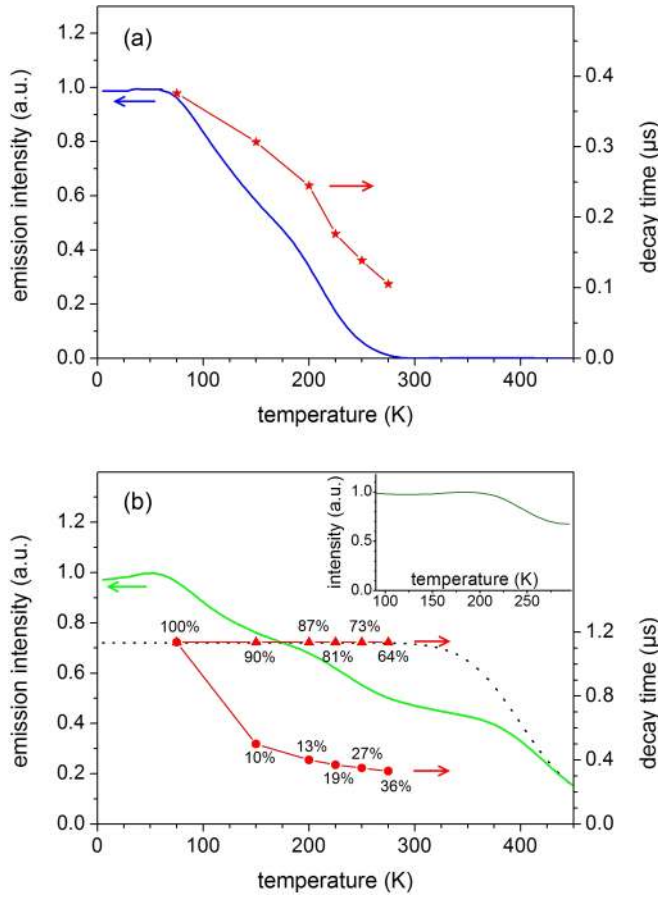 (a)
emission intensity (a.u.)
1.2
1.0
0.8
0.6
0.4
0.2
0.0
0.4
0.3
0.2
0.1
0.0
decay time (µs)
0 100 200 300 400
temperature (K)
(b)
emission intensity (a.u.)
1.2
1.0
0.8
0.6
0.4
0.2
0.0
intensity (a.u.)
1.0
0.5
0.0
temperature (K)
100 150 200 250
100% 87% 73%
90% 81% 64%
13% 27%
10% 19% 36%
1.2
0.8
0.4
0.0
decay time (µs)
0 100 200 300 400
temperature (K)